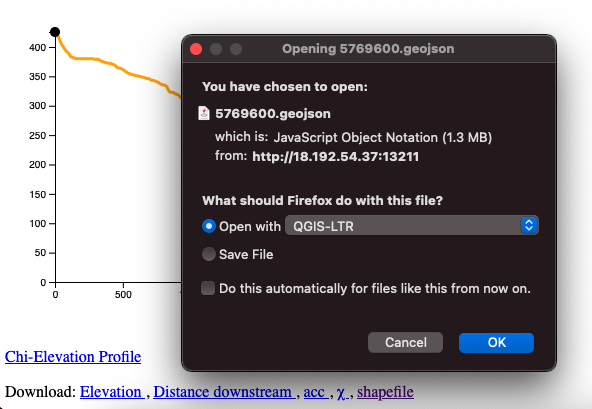 Opening 5769600.geojson
You have chosen to open:
5769600.geojson
which is: JavaScript Object Notation (1.3 MB)
from: http://18.192.54.37:13211
What should Firefox do with this file?
Open with QGIS-LTR
Save File
Do this automatically for files like this from now on.
Cancel OK
400
350
300
250
200
150
100
50
0
0 500
Chi-Elevation Profile
Download: Elevation , Distance downstream , acc , χ , shapefile